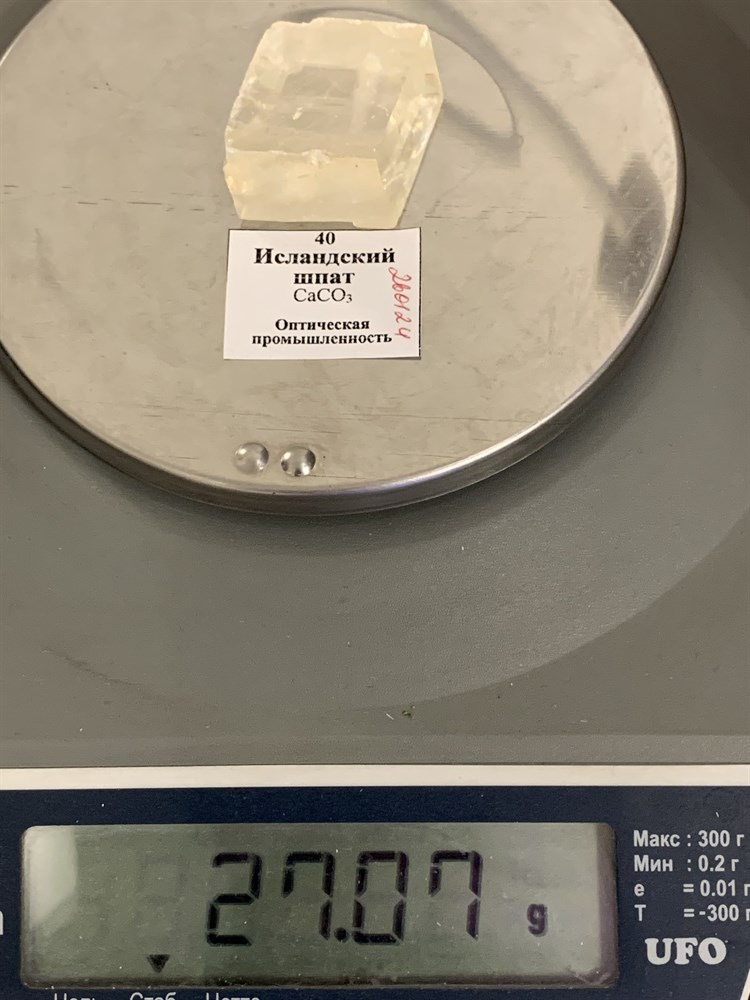 40
Исландский
шпат
CaCO₃
Оптическая
промышленность
260124
27.07 g
Макс : 300 г
Мин : 0.2 г
e = 0.01 г
T = -300 г
UFO